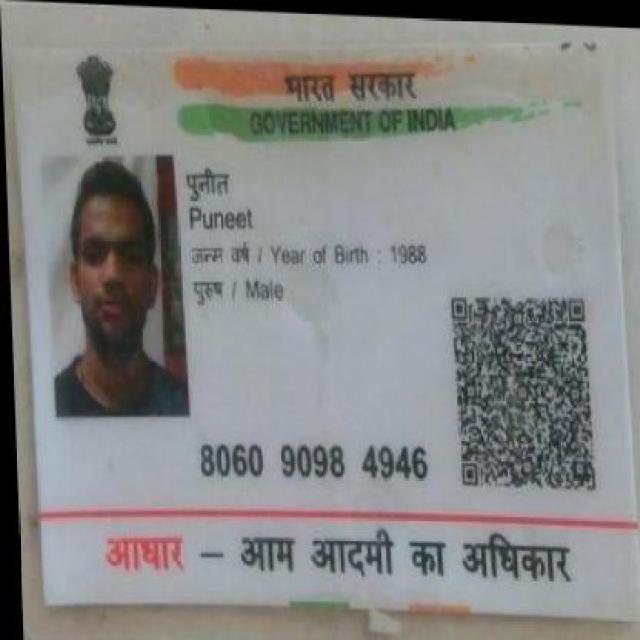 भारत सरकार
GOVERNMENT OF INDIA
पुनीत
Puneet
जन्म वर्ष / Year of Birth : 1988
पुरुष / Male
8060 9098 4946
आधार – आम आदमी का अधिकार